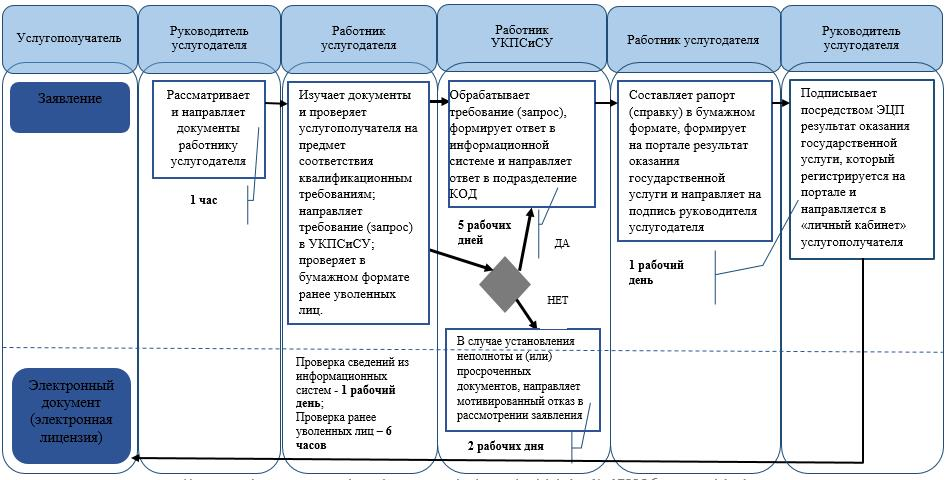 Услугополучатель
Руководитель
услугодателя
Работник
услугодателя
Работник
УКПСиСУ
Работник услугодателя
Руководитель
услугодателя
Заявление
Рассматривает
и направляет
документы
работнику
услугодателя
1 час
Изучает документы
и проверяет
услугополучателя на
предмет
соответствия
квалификационным
требованиям;
направляет
требование (запрос)
в УКПСиСУ;
проверяет в
бумажном формате
ранее уволенных
лиц.
Обрабатывает
требование (запрос),
формирует ответ в
информационной
системе и направляет
ответ в подразделение
КОД
5 рабочих
дней
ДА
НЕТ
Составляет рапорт
(справку) в бумажном
формате, формирует
на портале результат
оказания
государственной
услуги и направляет на
подпись руководителя
услугодателя
1 рабочий
день
Подписывает
посредством ЭЦП
результат оказания
государственной
услуги, который
регистрируется на
портале и
направляется в
«личный кабинет»
услугополучателя
Электронный
документ
(электронная
лицензия)
Проверка сведений из
информационных
систем - 1 рабочий
день;
Проверка ранее
уволенных лиц – 6
часов
В случае установления
неполноты и (или)
просроченных
документов, направляет
мотивированный отказ в
рассмотрении заявления
2 рабочих дня